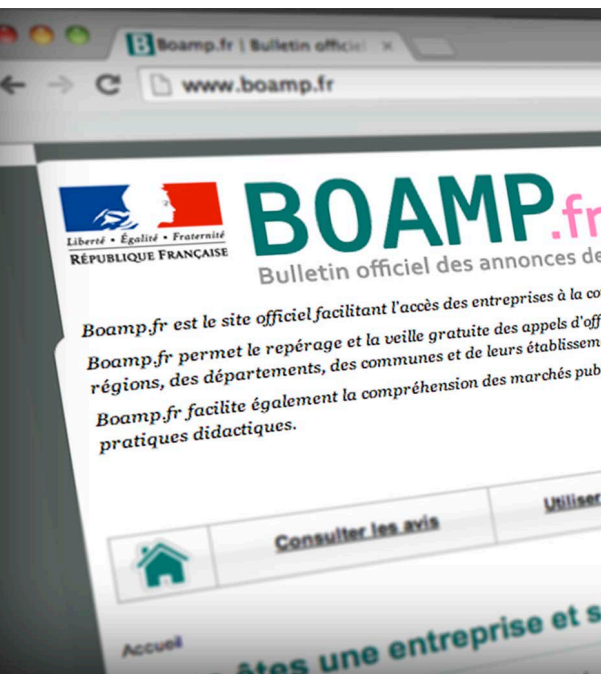 Boamp.fr | Bulletin officiel
www.boamp.fr
Liberté • Égalité • Fraternité
RÉPUBLIQUE FRANÇAISE
BOAMP.fr
Bulletin officiel des annonces de
Boamp.fr est le site officiel facilitant l'accès des entreprises à la co
Boamp.fr permet le repérage et la veille gratuite des appels d'off
régions, des départements, des communes et de leurs établissem
Boamp.fr facilite également la compréhension des marchés pub
pratiques didactiques.
Consulter les avis
Utiliser
Accueil
êtes une entreprise et s